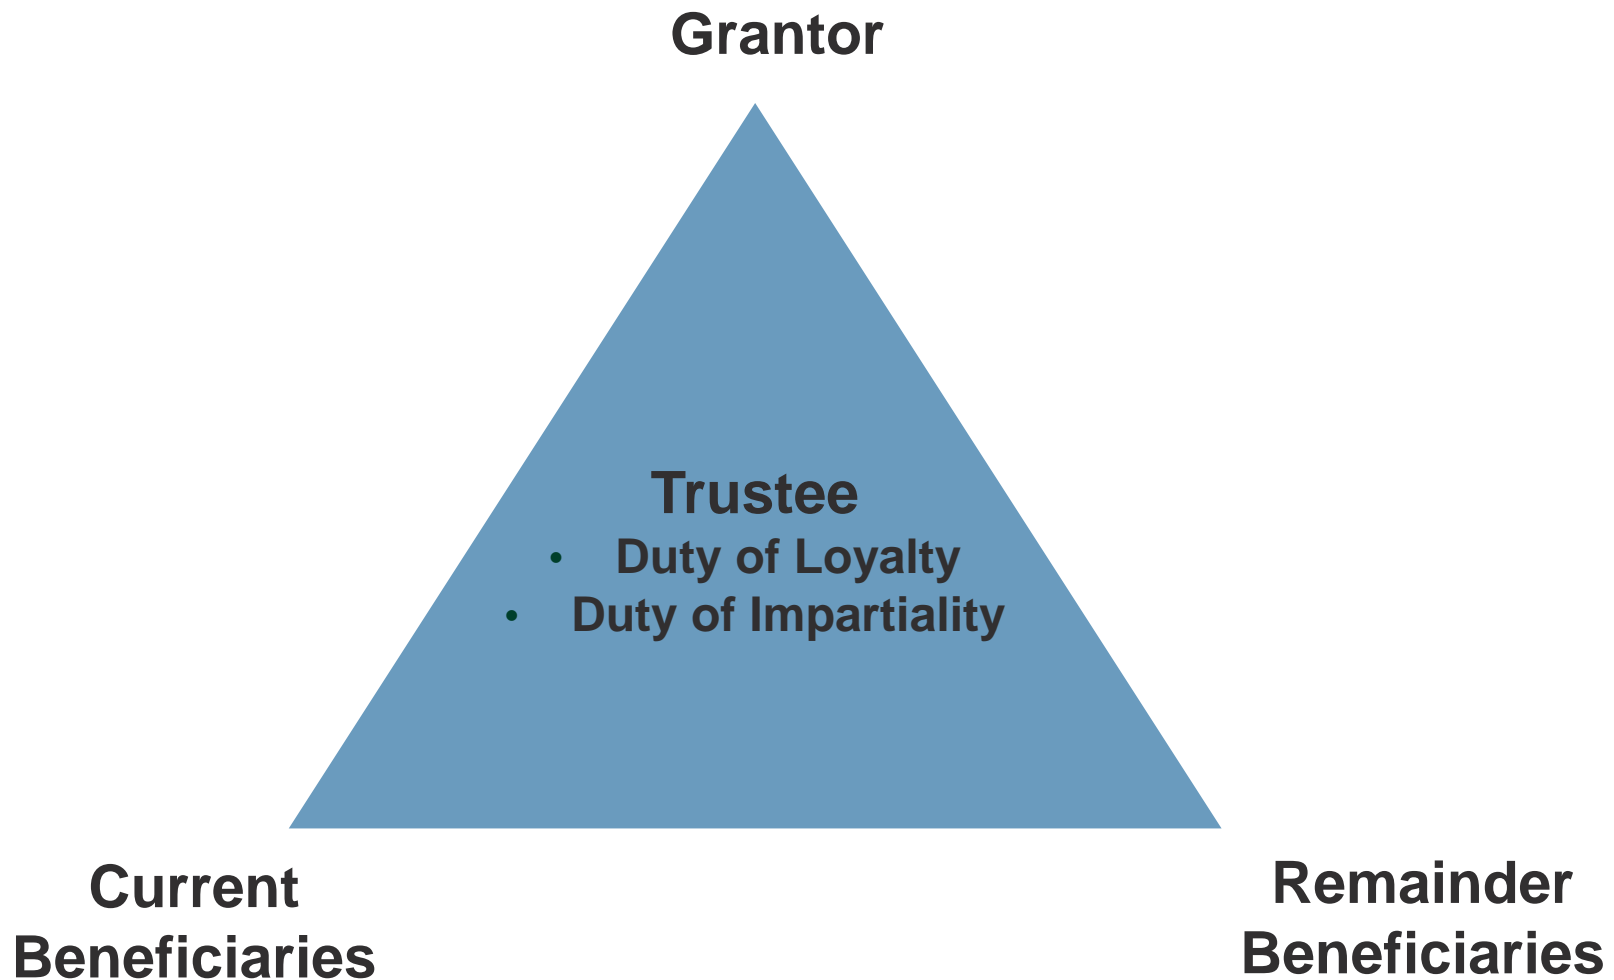 Grantor
Trustee
• Duty of Loyalty
• Duty of Impartiality
Current
Beneficiaries
Remainder
Beneficiaries